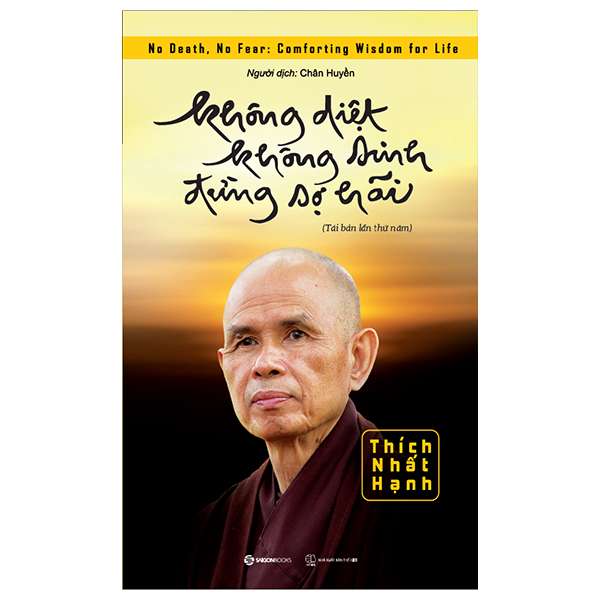 No Death, No Fear: Comforting Wisdom for Life
Người dịch: Chân Huyền
không diệt
không sinh
đừng sợ hãi
(Tái bản lần thứ năm)
Thích
Nhất
Hạnh
SAIGONBOOKS